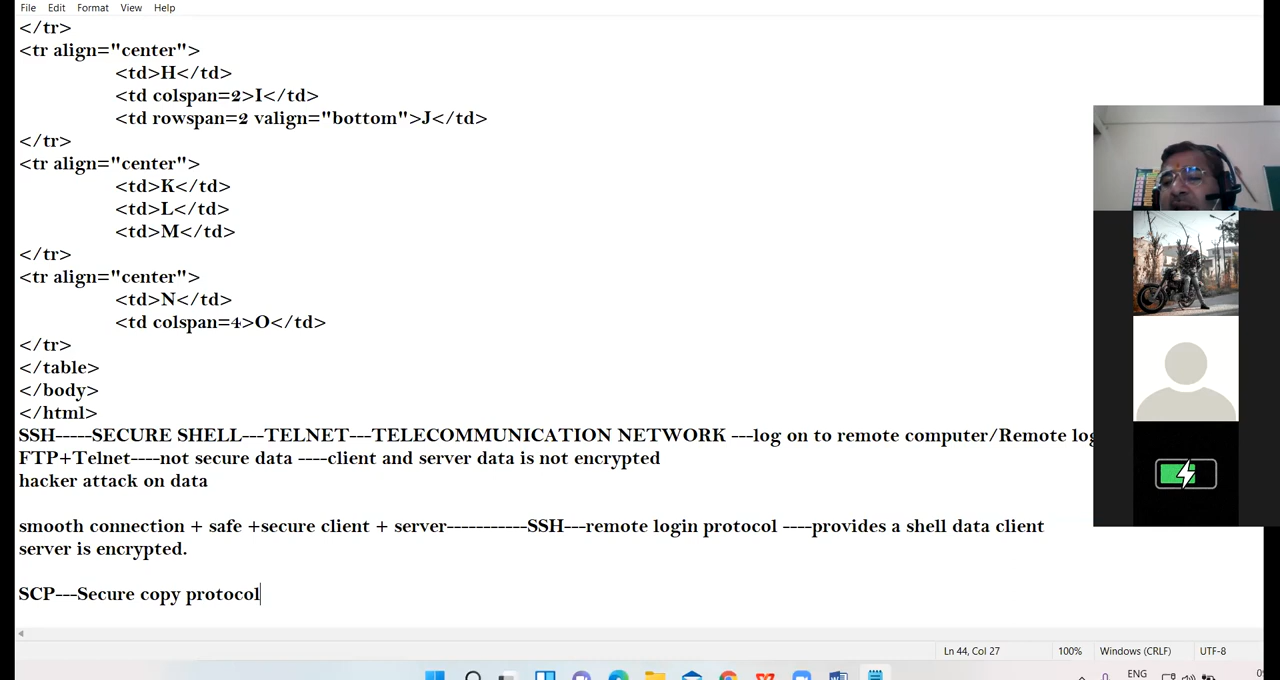 File Edit Format View Help
</tr>
<tr align="center">
<td>H</td>
<td colspan=2>I</td>
<td rowspan=2 valign="bottom">J</td>
</tr>
<tr align="center">
<td>K</td>
<td>L</td>
<td>M</td>
</tr>
<tr align="center">
<td>N</td>
<td colspan=4>O</td>
</tr>
</table>
</body>
</html>
SSH-----SECURE SHELL---TELNET---TELECOMMUNICATION NETWORK ---log on to remote computer/Remote log
FTP+Telnet----not secure data ----client and server data is not encrypted
hacker attack on data
smooth connection + safe +secure client + server-----------SSH---remote login protocol ----provides a shell data client
server is encrypted.
SCP---Secure copy protocol
Ln 44, Col 27 100% Windows (CRLF) UTF-8
ENG